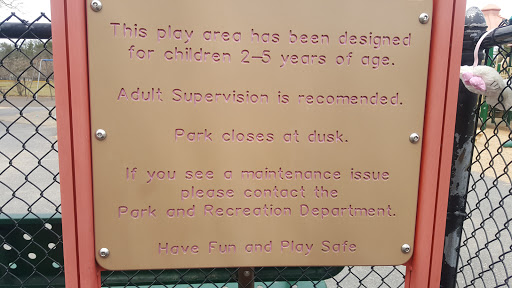 This play area has been designed
for children 2-5 years of age.
Adult Supervision is recomended.
Park closes at dusk.
If you see a maintenance issue
please contact the
Park and Recreation Department.
Have Fun and Play Safe